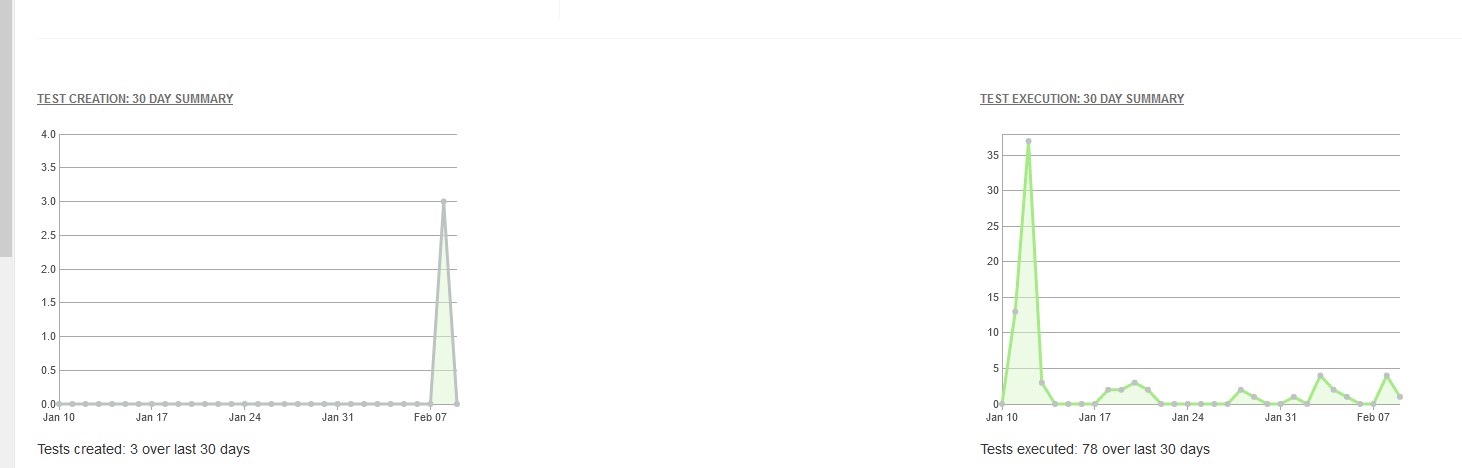 TEST CREATION: 30 DAY SUMMARY
4.0
3.5
3.0
2.5
2.0
1.5
1.0
0.5
0.0
Jan 10 Jan 17 Jan 24 Jan 31 Feb 07
Tests created: 3 over last 30 days
TEST EXECUTION: 30 DAY SUMMARY
35
30
25
20
15
10
5
0
Jan 10 Jan 17 Jan 24 Jan 31 Feb 07
Tests executed: 78 over last 30 days